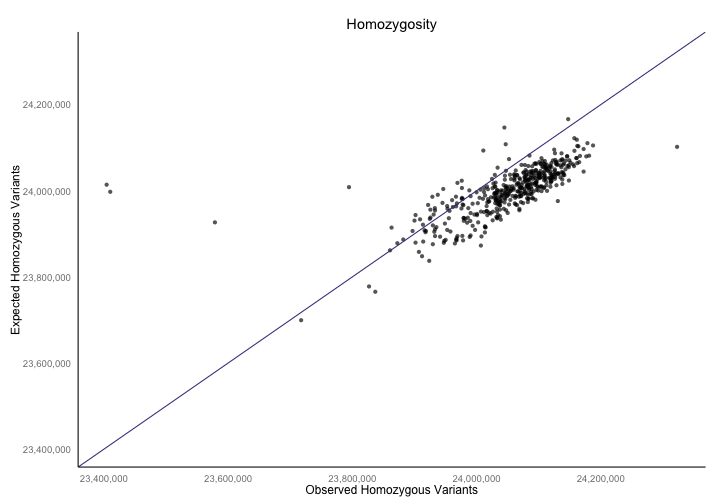 Homozygosity
Expected Homozygous Variants
24,200,000
24,000,000
23,800,000
23,600,000
23,400,000
23,400,000 23,600,000 23,800,000 24,000,000 24,200,000
Observed Homozygous Variants